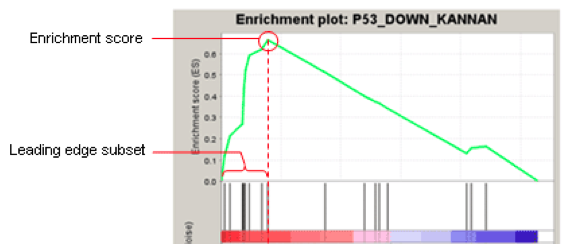 Enrichment plot: P53_DOWN_KANNAN
Enrichment score
Enrichment score (ES)
0.6
0.5
0.4
0.3
0.2
0.1
0.0
Leading edge subset
oise)